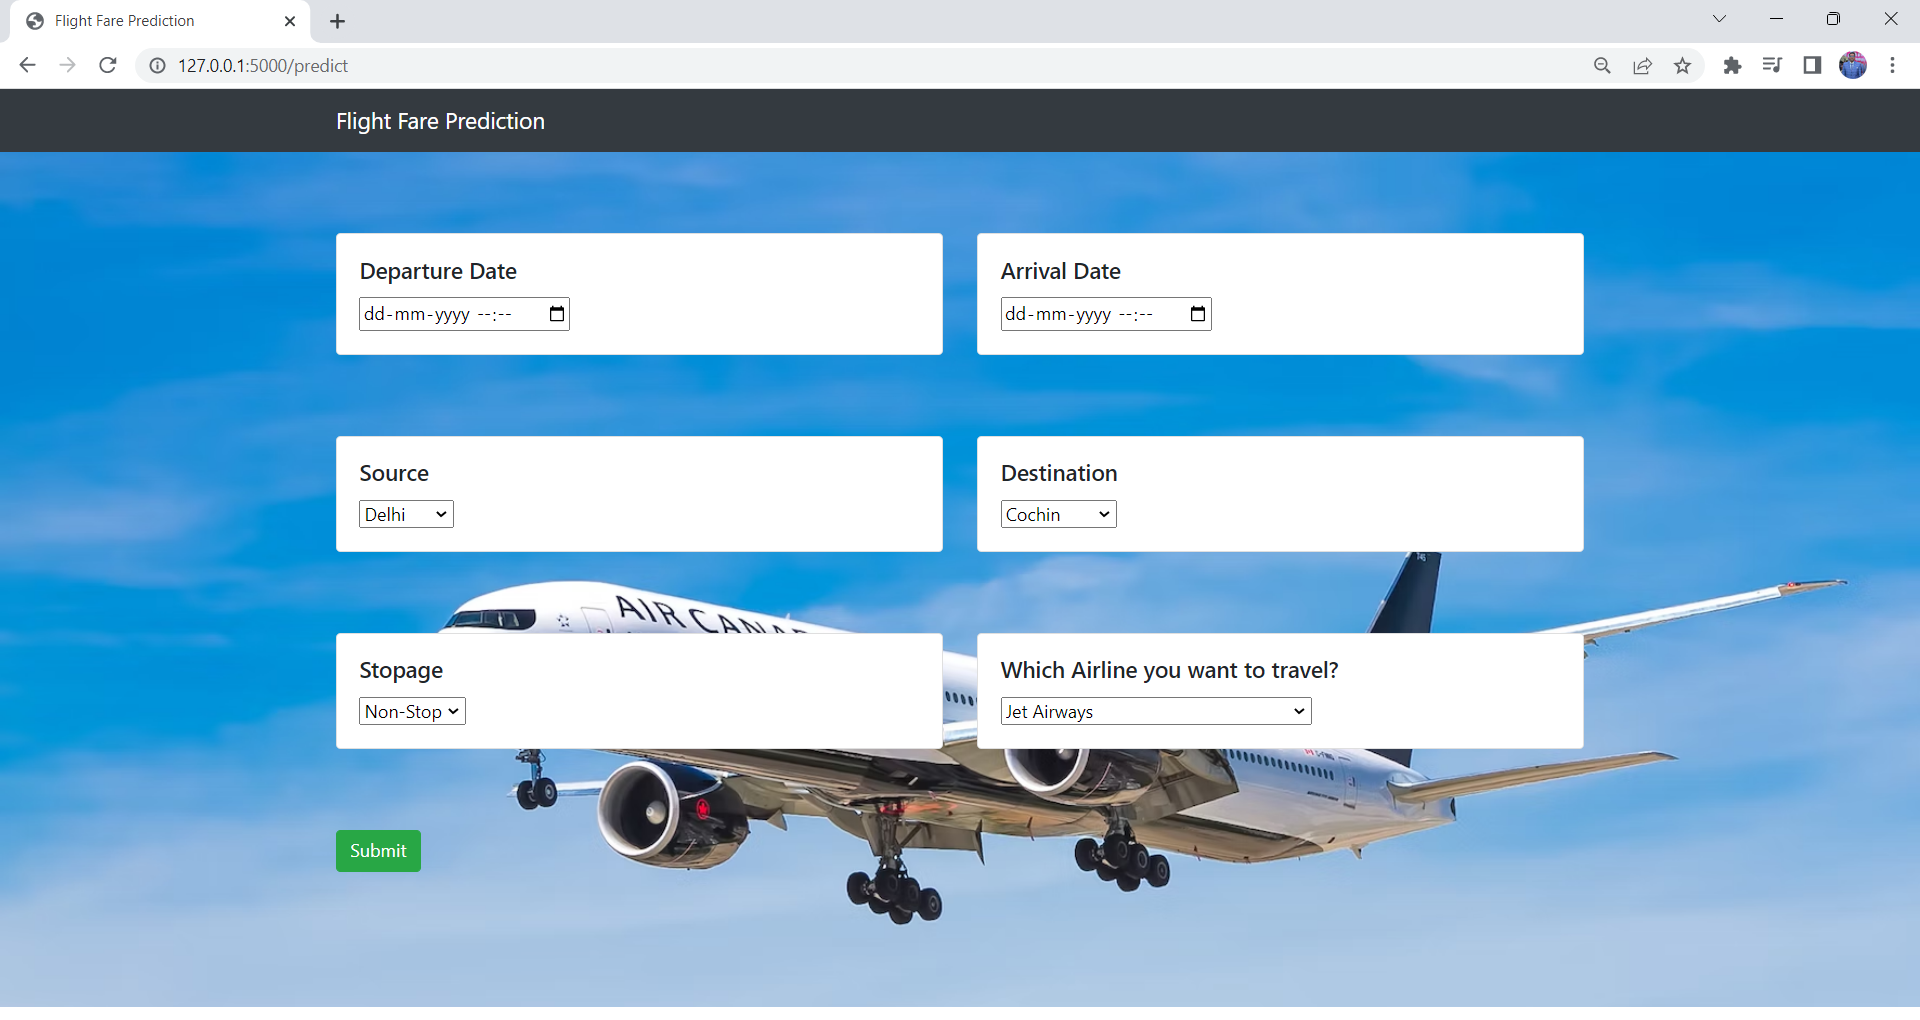 Flight Fare Prediction
127.0.0.1:5000/predict
Flight Fare Prediction
Departure Date
dd-mm-yyyy --:--
Arrival Date
dd-mm-yyyy --:--
Source
Delhi
Destination
Cochin
AIR CANA
Stopage
Non-Stop
Which Airline you want to travel?
Jet Airways
Submit